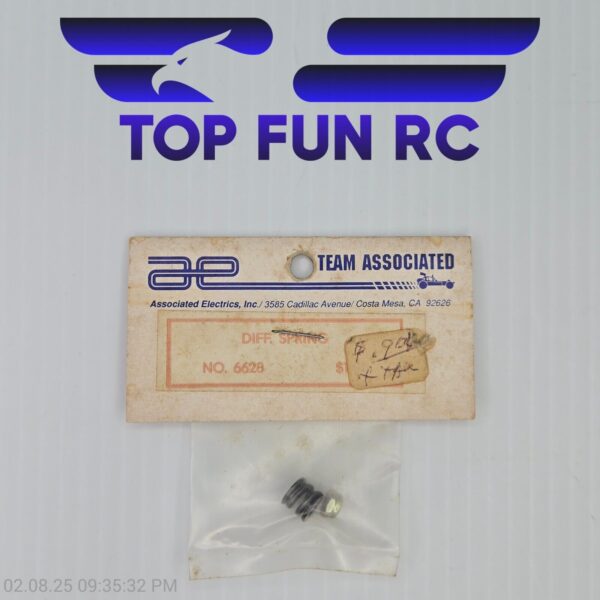 TOP FUN RC
ae TEAM ASSOCIATED
Associated Electrics, Inc./ 3585 Cadillac Avenue/ Costa Mesa, CA 92626
DIFF. SPRING
NO. 6628 $
02.08.25 09:35:32 PM